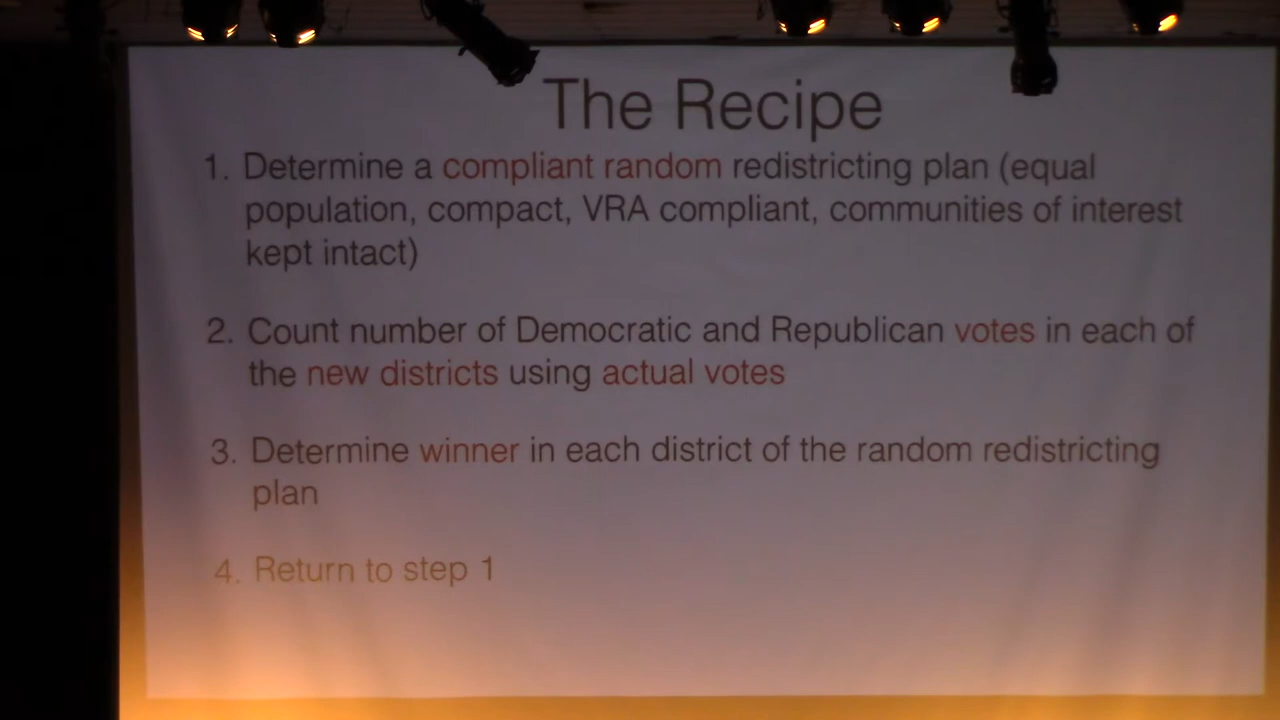 The Recipe
1. Determine a compliant random redistricting plan (equal
population, compact, VRA compliant, communities of interest
kept intact)
2. Count number of Democratic and Republican votes in each of
the new districts using actual votes
3. Determine winner in each district of the random redistricting
plan
4. Return to step 1